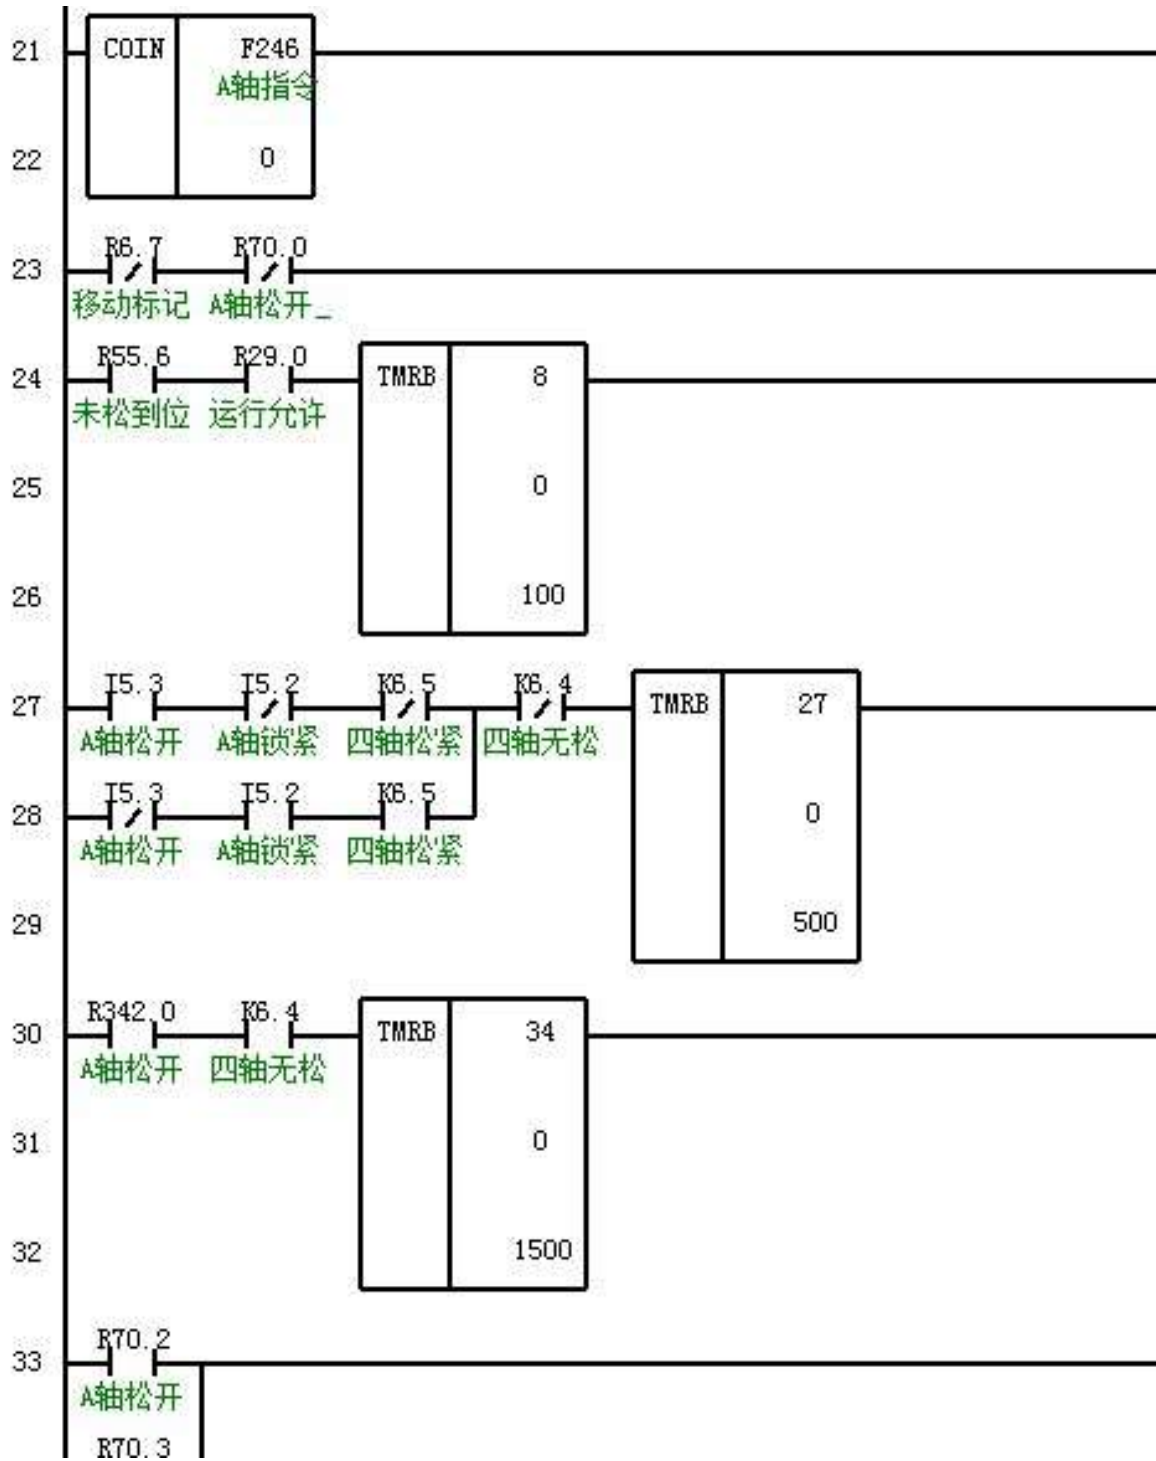 21 COIN F246
A轴指令
22 0
R6.7 R70.0
23
移动标记 A轴松开_
R55.6 R29.0
24 TMRB 8
未松到位 运行允许
25 0
26 100
I5.3 I5.2 K6.5 K6.4
27 TMRB 27
A轴松开 A轴锁紧 四轴松紧 四轴无松
I5.3 I5.2 K6.5
28 0
A轴松开 A轴锁紧 四轴松紧
29 500
R342.0 K6.4
30 TMRB 34
A轴松开 四轴无松
31 0
32 1500
R70.2
33
A轴松开
R70.3